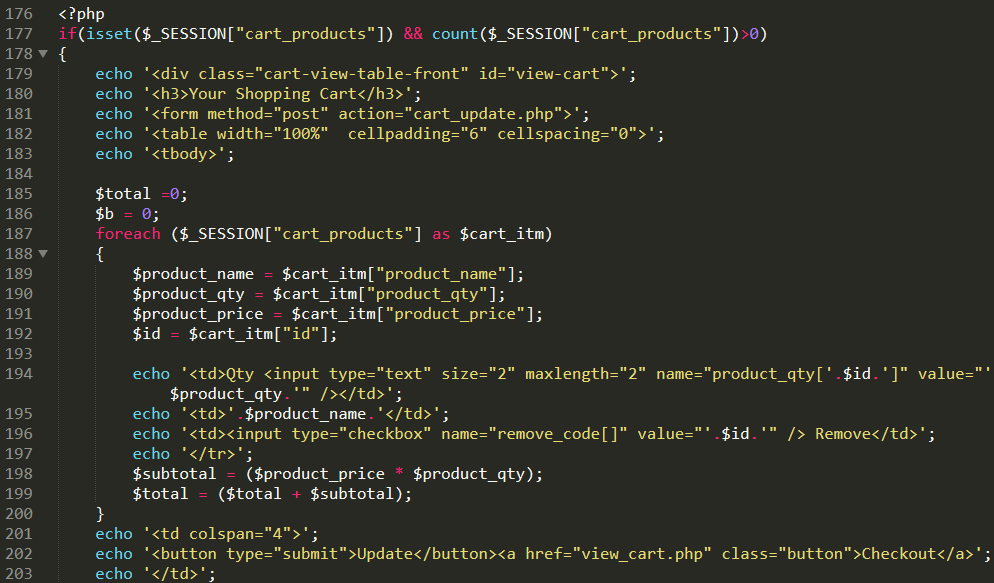 176 <?php
177 if(isset($_SESSION["cart_products"]) && count($_SESSION["cart_products"])>0)
178 {
179 echo '<div class="cart-view-table-front" id="view-cart">';
180 echo '<h3>Your Shopping Cart</h3>';
181 echo '<form method="post" action="cart_update.php">';
182 echo '<table width="100%"  cellpadding="6" cellspacing="0">';
183 echo '<tbody>';
184
185 $total =0;
186 $b = 0;
187 foreach ($_SESSION["cart_products"] as $cart_itm)
188 {
189 $product_name = $cart_itm["product_name"];
190 $product_qty = $cart_itm["product_qty"];
191 $product_price = $cart_itm["product_price"];
192 $id = $cart_itm["id"];
193
194 echo '<td>Qty <input type="text" size="2" maxlength="2" name="product_qty['.$id.']" value="'
$product_qty.'" /></td>';
195 echo '<td>'.$product_name.'</td>';
196 echo '<td><input type="checkbox" name="remove_code[]" value="'.$id.'" /> Remove</td>';
197 echo '</tr>';
198 $subtotal = ($product_price * $product_qty);
199 $total = ($total + $subtotal);
200 }
201 echo '<td colspan="4">';
202 echo '<button type="submit">Update</button><a href="view_cart.php" class="button">Checkout</a>';
203 echo '</td>';